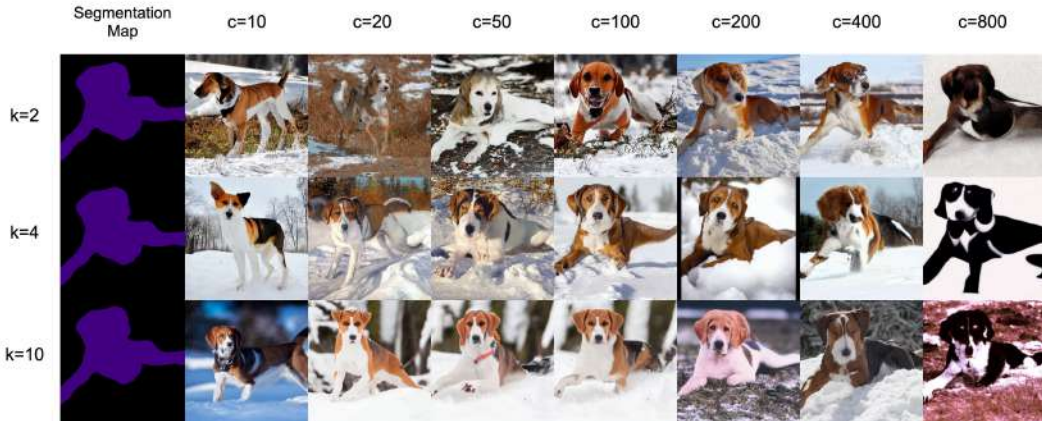 Segmentation
Map
c=10
c=20
c=50
c=100
c=200
c=400
c=800
k=2
k=4
k=10